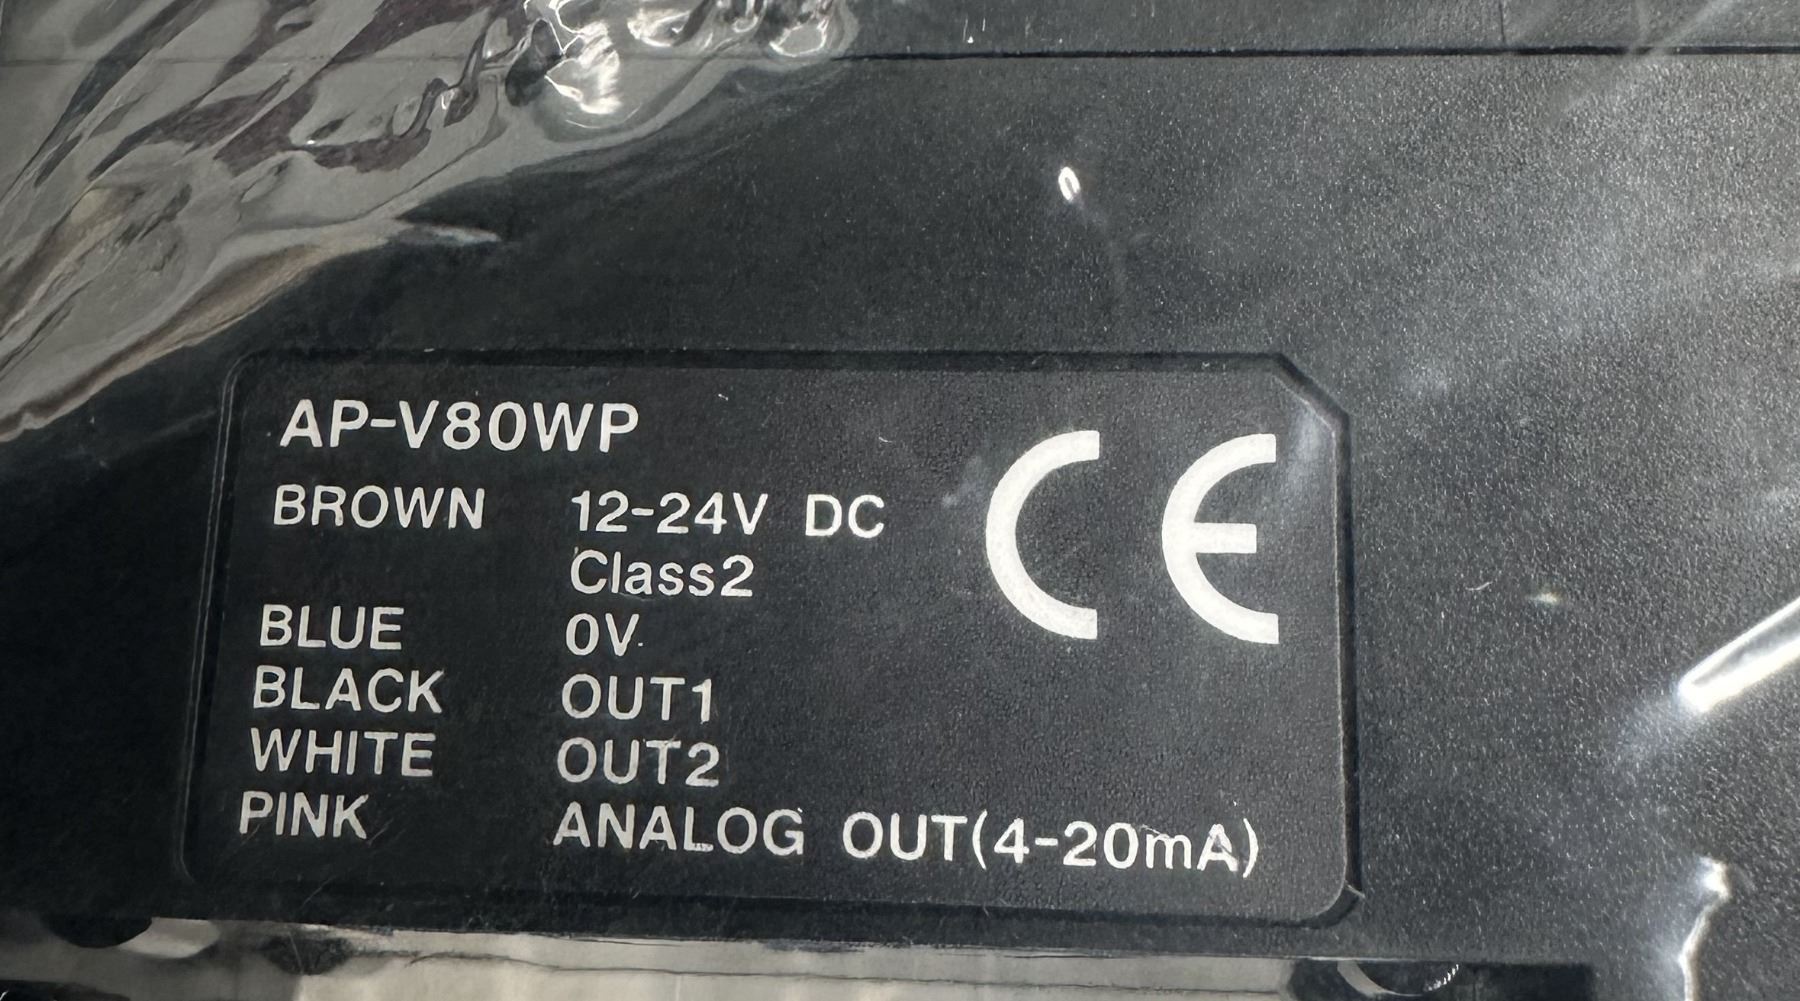 AP-V80WP
BROWN 12-24V DC
Class2
BLUE 0V
BLACK OUT1
WHITE OUT2
PINK ANALOG OUT(4-20mA)
CE